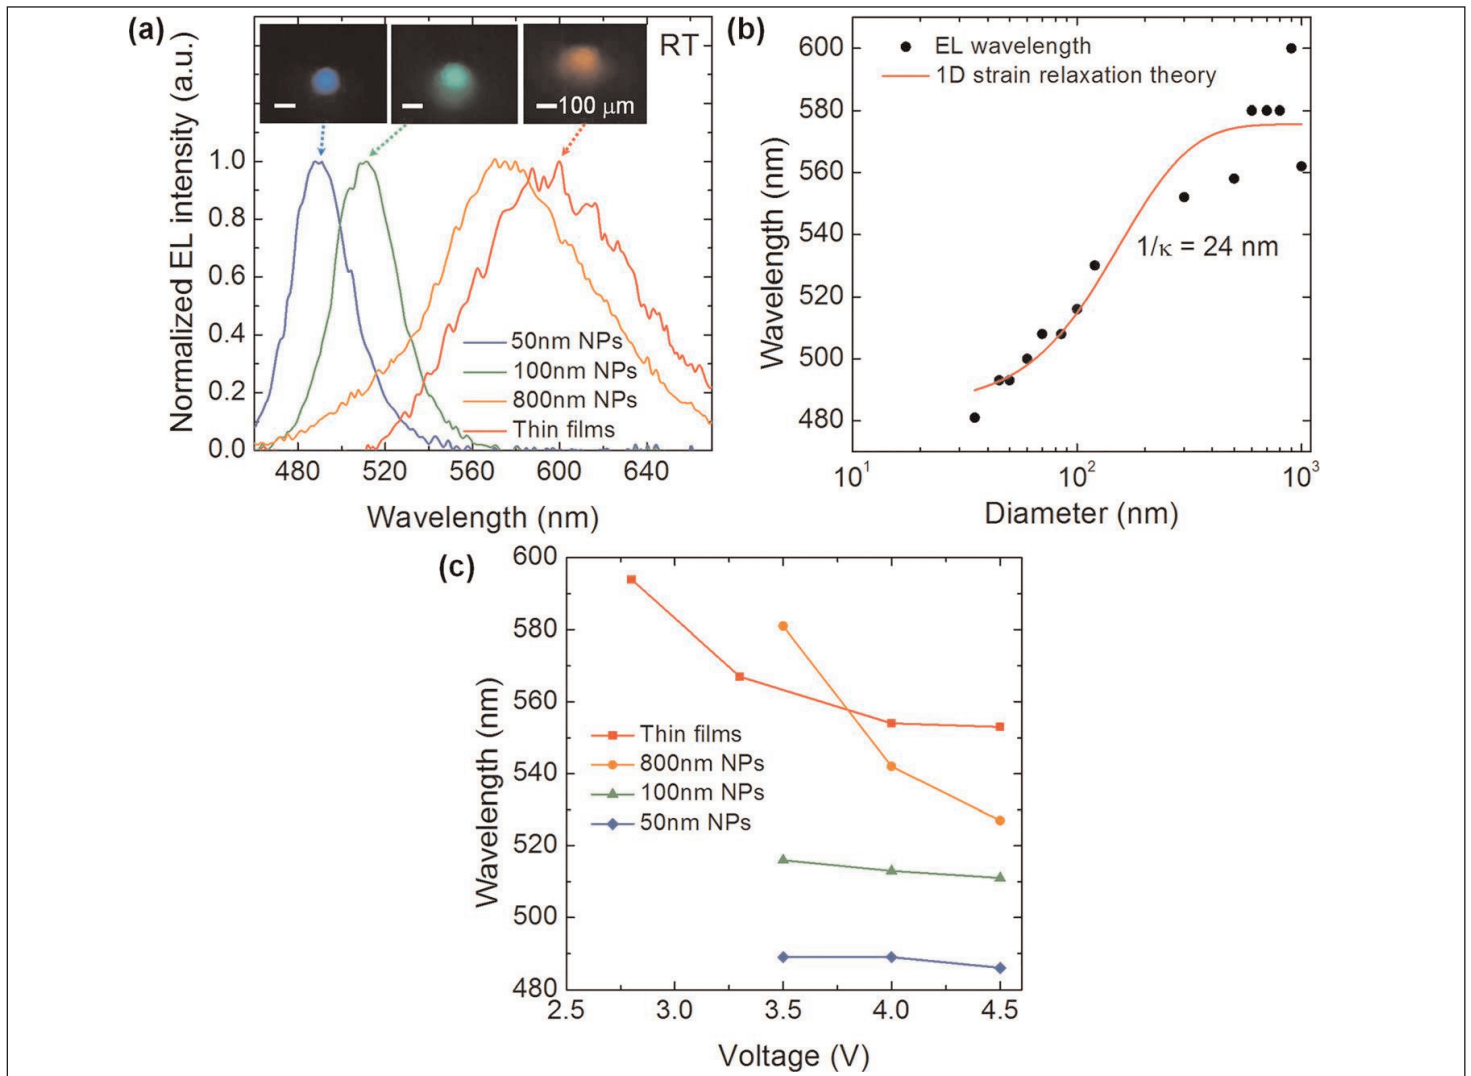 (a)
RT
100 μm
Normalized EL intensity (a.u.)
1.0
0.8
0.6
0.4
0.2
0.0
50nm NPs
100nm NPs
800nm NPs
Thin films
480 520 560 600 640
Wavelength (nm)
(b)
EL wavelength
1D strain relaxation theory
Wavelength (nm)
600
580
560
540
520
500
480
1/κ = 24 nm
10¹ 10² 10³
Diameter (nm)
(c)
Wavelength (nm)
600
580
560
540
520
500
480
Thin films
800nm NPs
100nm NPs
50nm NPs
2.5 3.0 3.5 4.0 4.5
Voltage (V)